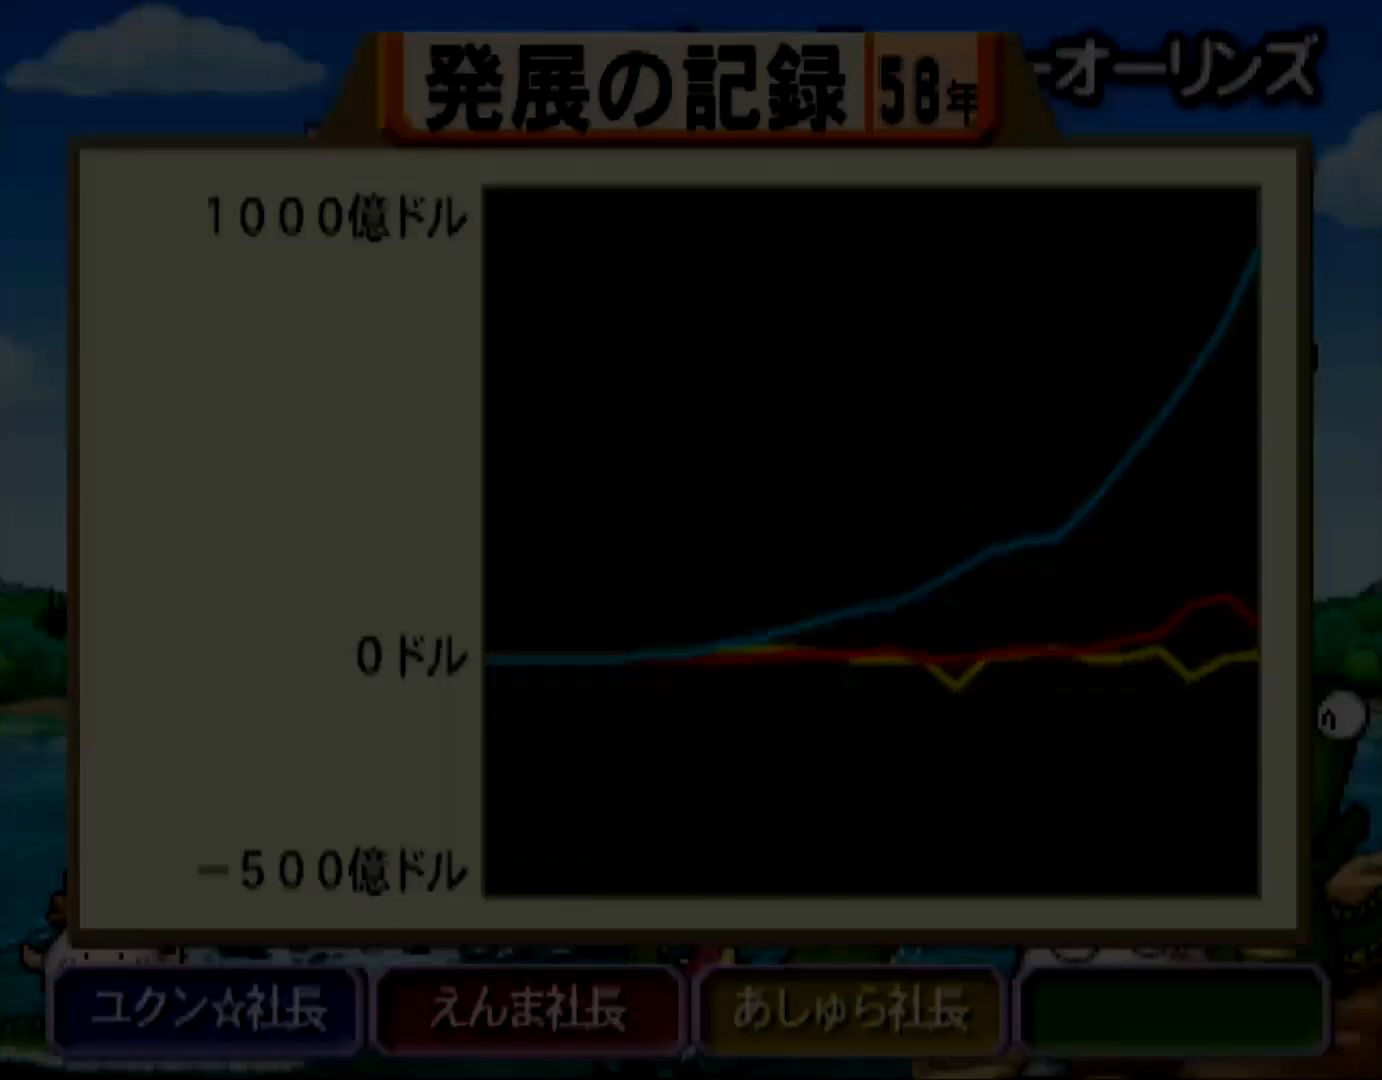 ーオーリンズ
発展の記録 58年
1000億ドル
0ドル
−500億ドル
ユクン☆社長 えんま社長 あしゅら社長